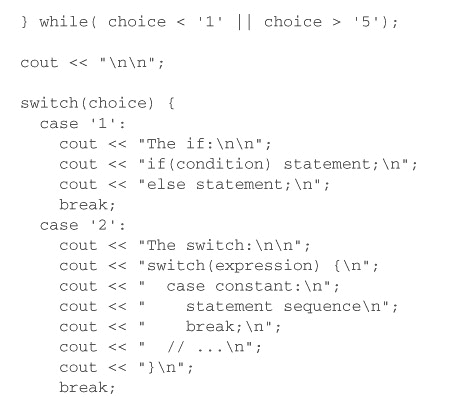 } while( choice < '1' || choice > '5');
cout << "\n\n";
switch(choice) {
case '1':
cout << "The if:\n\n";
cout << "if(condition) statement;\n";
cout << "else statement;\n";
break;
case '2':
cout << "The switch:\n\n";
cout << "switch(expression) {\n";
cout << "  case constant:\n";
cout << "    statement sequence\n";
cout << "    break;\n";
cout << "  // ...\n";
cout << "}\n";
break;